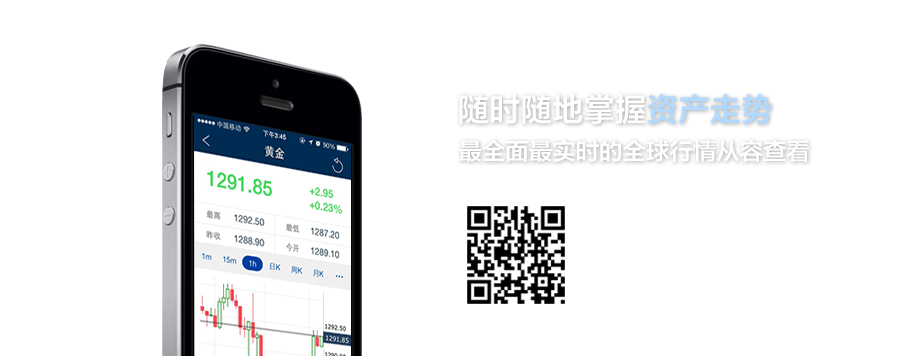 随时随地掌握资产走势
最全面最实时的全球行情从容查看
中国移动 下午3:45 90%
黄金
1291.85
+2.95
+0.23%
最高 1292.50 最低 1287.20
昨收 1288.90 今开 1289.10
1m 15m 1h 日K 周K 月K ...
1292.50
1291.85
1290.80